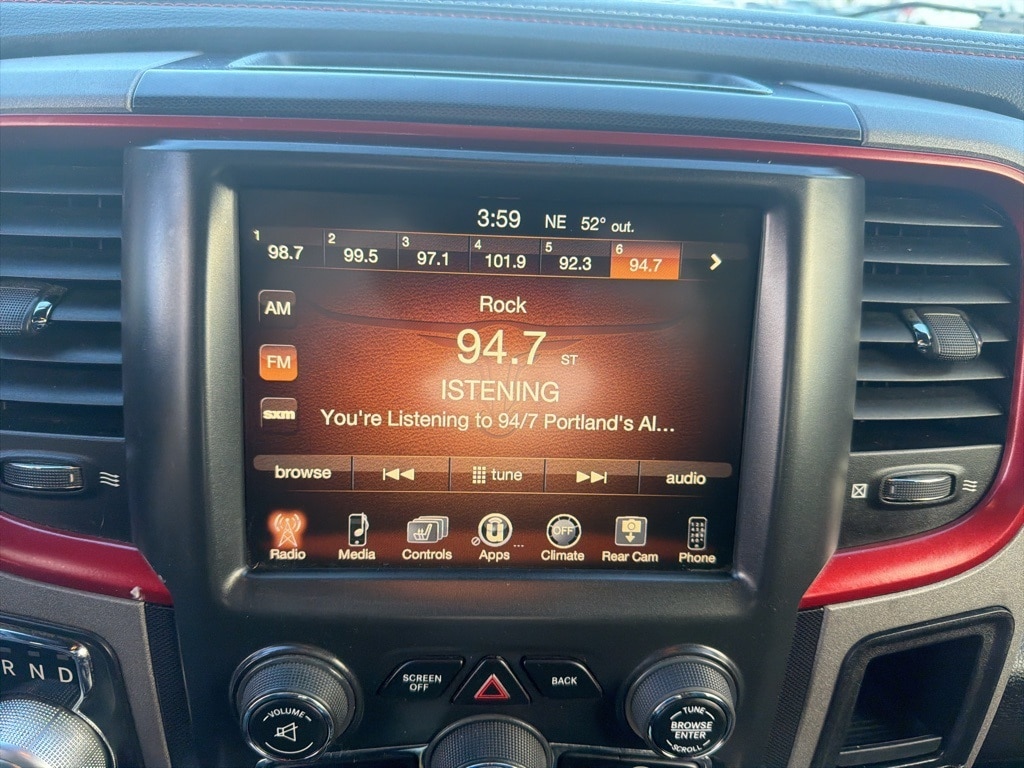 3:59 NE 52° out.
1 98.7 2 99.5 3 97.1 4 101.9 5 92.3 6 94.7
AM
Rock
94.7 ST
FM
ISTENING
sxm
You're Listening to 94/7 Portland's Al...
browse tune audio
OFF
Radio Media Controls Apps ... Climate Rear Cam Phone
R N D
SCREEN OFF
BACK
VOLUME
TUNE
BROWSE
ENTER
SCROLL